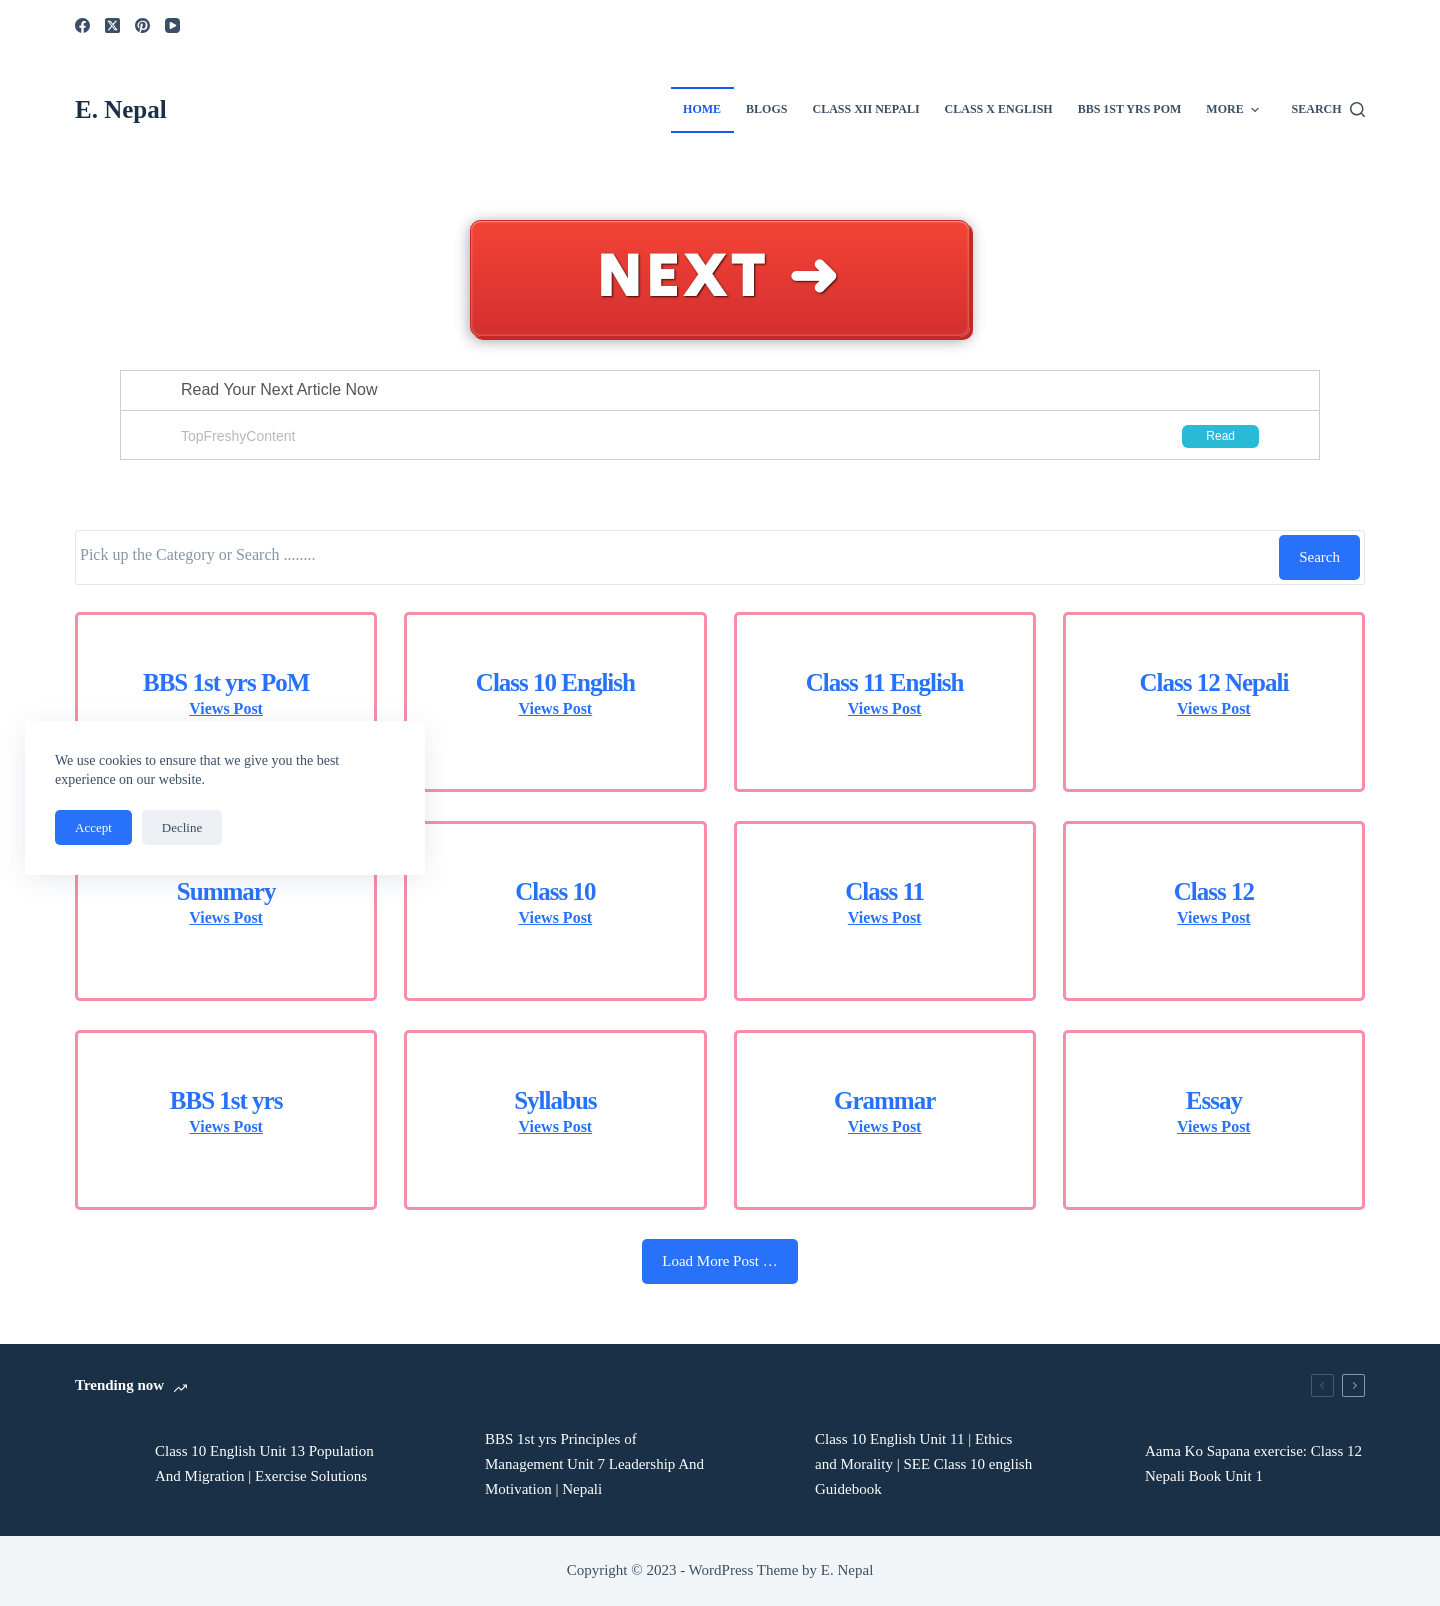 E. Nepal
HOME BLOGS CLASS XII NEPALI CLASS X ENGLISH BBS 1ST YRS POM MORE SEARCH
NEXT ➜
Read Your Next Article Now
TopFreshyContent Read
Pick up the Category or Search ........ Search
BBS 1st yrs PoM Class 10 English Class 11 English Class 12 Nepali
Views Post Views Post Views Post Views Post
We use cookies to ensure that we give you the best
experience on our website.
Accept Decline
Summary Class 10 Class 11 Class 12
Views Post Views Post Views Post Views Post
BBS 1st yrs Syllabus Grammar Essay
Views Post Views Post Views Post Views Post
Load More Post …
Trending now
Class 10 English Unit 13 Population
And Migration | Exercise Solutions
BBS 1st yrs Principles of
Management Unit 7 Leadership And
Motivation | Nepali
Class 10 English Unit 11 | Ethics
and Morality | SEE Class 10 english
Guidebook
Aama Ko Sapana exercise: Class 12
Nepali Book Unit 1
Copyright © 2023 - WordPress Theme by E. Nepal